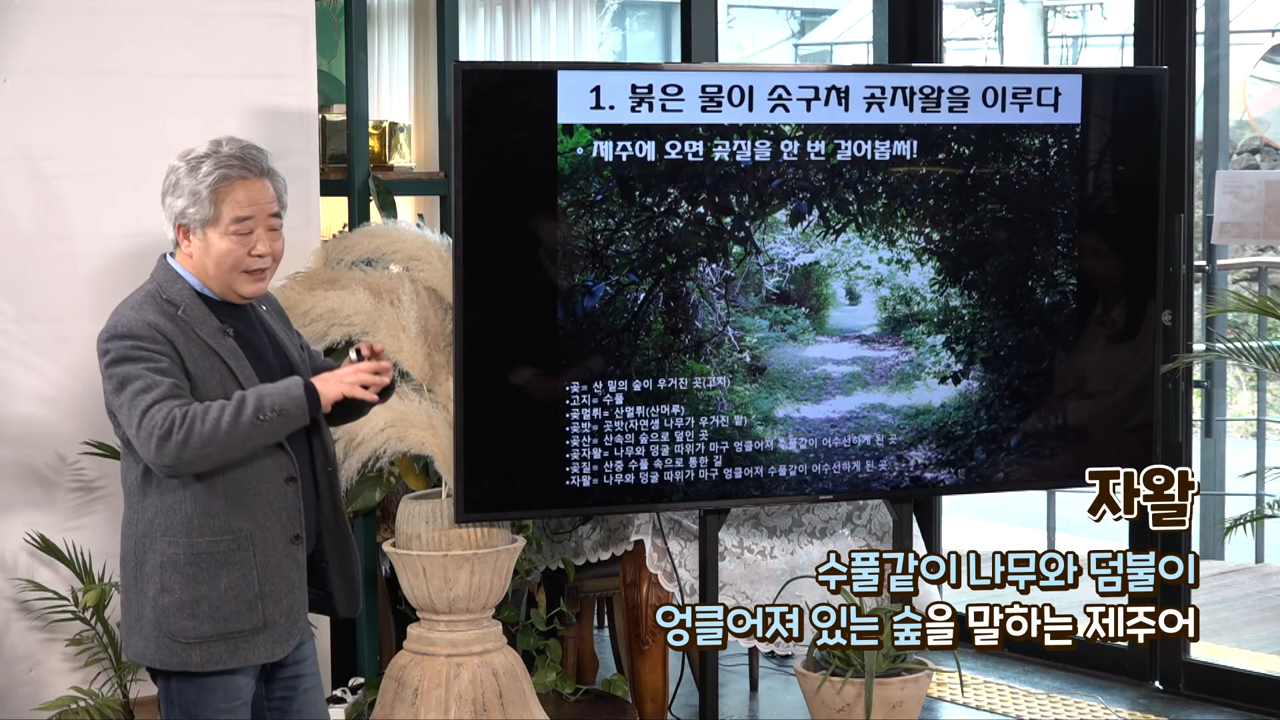 1. 붉은 물이 솟구쳐 곶자왈을 이루다
◦ 제주에 오면 곶질을 한 번 걸어봅써!
•곶= 산 밑의 숲이 우거진 곳(고지)
•고지= 수풀
•곶멀튀= 산멀튀(산머루)
•곶밧= 곳밧(자연생 나무가 우거진 밭)
•곶산= 산속의 숲으로 덮인 곳
•곶자왈= 나무와 덩굴 따위가 마구 엉클어져 수풀같이 어수선하게 된 곳
•곶질= 산중 수풀 속으로 통한 길
•자왈= 나무와 덩굴 따위가 마구 엉클어져 수풀같이 어수선하게 된 곳
자왈
수풀같이 나무와 덤불이
엉클어져 있는 숲을 말하는 제주어